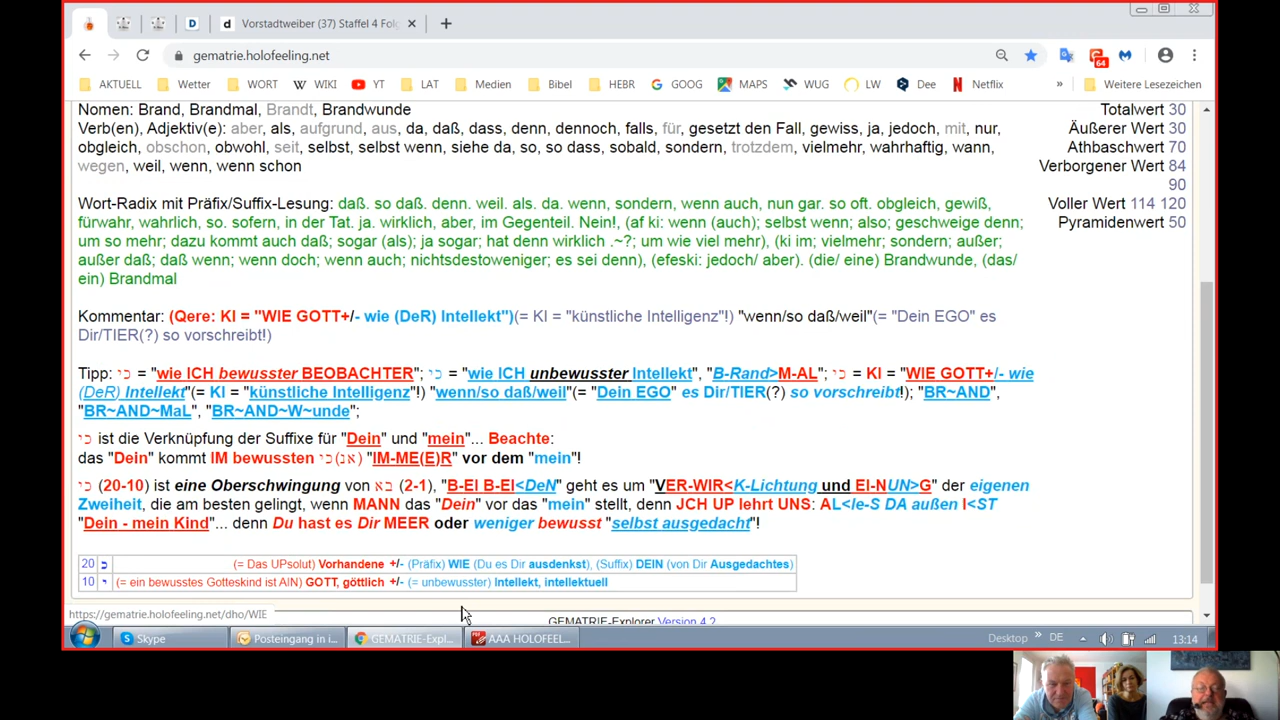 Vorstadtweiber (37) Staffel 4 Folg
gematrie.holofeeling.net
64
AKTUELL Wetter WORT WIKI YT LAT Medien Bibel HEBR GOOG MAPS WUG LW Dee Netflix » Weitere Lesezeichen
Nomen: Brand, Brandmal, Brandt, Brandwunde
Verb(en), Adjektiv(e): aber, als, aufgrund, aus, da, daß, dass, denn, dennoch, falls, für, gesetzt den Fall, gewiss, ja, jedoch, mit, nur,
obgleich, obschon, obwohl, seit, selbst, selbst wenn, siehe da, so, so dass, sobald, sondern, trotzdem, vielmehr, wahrhaftig, wann,
wegen, weil, wenn, wenn schon
Totalwert 30
Äußerer Wert 30
Athbaschwert 70
Verborgener Wert 84
90
Voller Wert 114 120
Pyramidenwert 50
Wort-Radix mit Präfix/Suffix-Lesung: daß. so daß. denn. weil. als. da. wenn, sondern, wenn auch, nun gar. so oft. obgleich, gewiß,
fürwahr, wahrlich, so. sofern, in der Tat. ja. wirklich, aber, im Gegenteil. Nein!, (af ki: wenn (auch); selbst wenn; also; geschweige denn;
um so mehr; dazu kommt auch daß; sogar (als); ja sogar; hat denn wirklich .~?; um wie viel mehr), (ki im; vielmehr; sondern; außer;
außer daß; daß wenn; wenn doch; wenn auch; nichtsdestoweniger; es sei denn), (efeski: jedoch/ aber). (die/ eine) Brandwunde, (das/
ein) Brandmal
Kommentar: (Qere: KI = "WIE GOTT+/- wie (DeR) Intellekt")(= KI = "künstliche Intelligenz"!) "wenn/so daß/weil"(= "Dein EGO" es
Dir/TIER(?) so vorschreibt!)
Tipp: כי = "wie ICH bewusster BEOBACHTER"; כי = "wie ICH unbewusster Intellekt", "B-Rand>M-AL"; כי = KI = "WIE GOTT+/- wie
(DeR) Intellekt"(= KI = "künstliche Intelligenz"!) "wenn/so daß/weil"(= "Dein EGO" es Dir/TIER(?) so vorschreibt!); "BR~AND",
"BR~AND~MaL", "BR~AND~W~unde";
כי ist die Verknüpfung der Suffixe für "Dein" und "mein"... Beachte:
das "Dein" kommt IM bewussten אנ)כי) "IM-ME(E)R" vor dem "mein"!
כי (20-10) ist eine Oberschwingung von בא (2-1), "B-EI B-EI<DeN" geht es um "VER-WIR<K-Lichtung und EI-NUN>G" der eigenen
Zweiheit, die am besten gelingt, wenn MANN das "Dein" vor das "mein" stellt, denn JCH UP lehrt UNS: AL<le-S DA außen I<ST
"Dein - mein Kind"... denn Du hast es Dir MEER oder weniger bewusst "selbst ausgedacht"!
20 כ (= Das UPsolut) Vorhandene +/- (Präfix) WIE (Du es Dir ausdenkst), (Suffix) DEIN (von Dir Ausgedachtes)
10 י (= ein bewusstes Gotteskind ist AIN) GOTT, göttlich +/- (= unbewusster) Intellekt, intellektuell
https://gematrie.holofeeling.net/dho/WIE
GEMATRIE-Explorer Version 4.2
Skype Posteingang in i... GEMATRIE-Expl... AAA HOLOFEEL... Desktop » DE 13:14